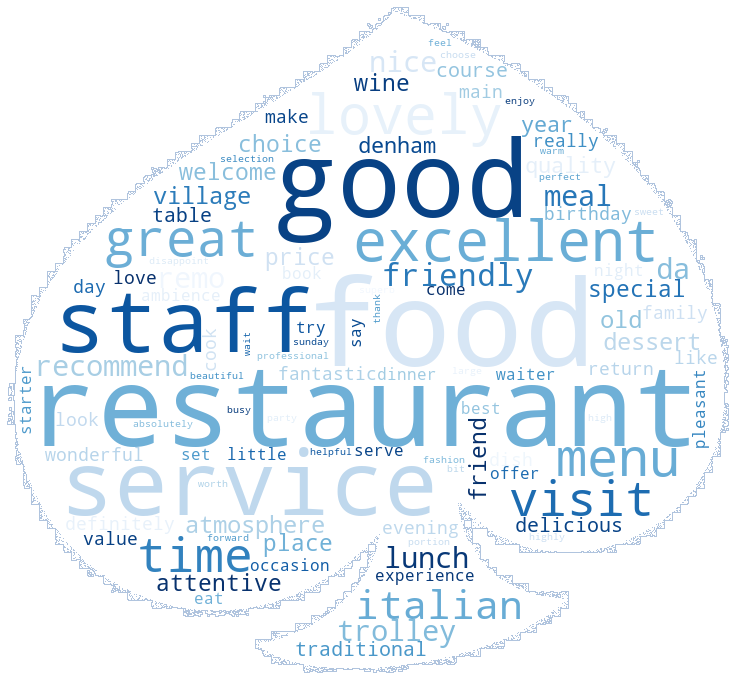 feel
nice
choose
course
wine
main
enjoy
lovely
make
year
really
choice
denham
warm
selection
good
quality
welcome
perfect
village
meal
table
birthday
sweet
great
excellent
disappoint
price
remo
book
friendly
night
da
love
day
ambience
come
special
staff
food
thank
try
say
old
family
cook
wait
sunday
dessert
professional
like
recommend
beautiful
fantastic
dinner
large
waiter
return
starter
restaurant
pleasant
busy
best
look
absolutely
party
high
friend
wonderful
set
little
helpful
serve
fashion
bit
dish
menu
offer
service
worth
visit
definitely
atmosphere
evening
delicious
value
forward
time
place
portion
highly
lunch
occasion
attentive
experience
eat
italian
trolley
traditional